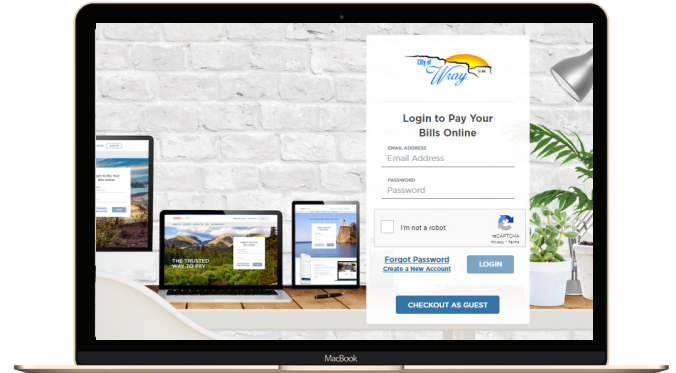 City of
Wray
Login to Pay Your
Bills Online
EMAIL ADDRESS
Email Address
PASSWORD
Password
I'm not a robot
reCAPTCHA
Privacy - Terms
Forgot Password
Create a New Account
LOGIN
CHECKOUT AS GUEST
THE TRUSTED
WAY TO PAY
MacBook